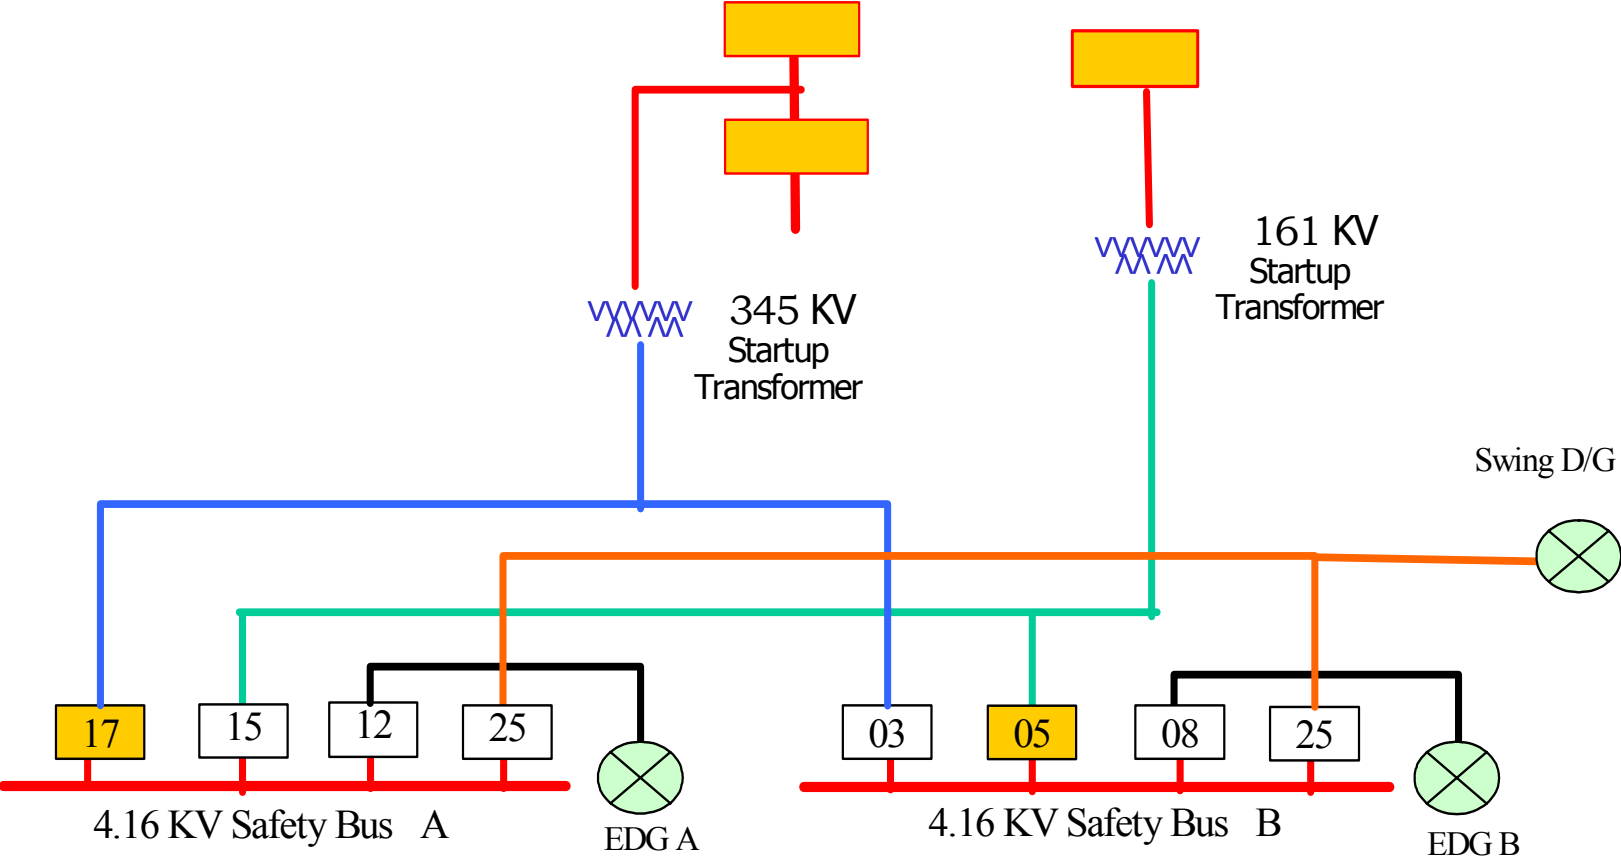 161 KV
Startup
Transformer
345 KV
Startup
Transformer
Swing D/G
17
15
12
25
03
05
08
25
4.16 KV Safety Bus A
EDG A
4.16 KV Safety Bus B
EDG B